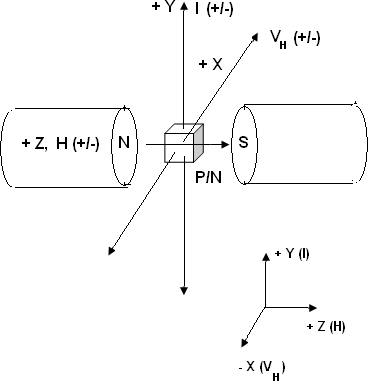 + Y I (+/-)
V_H (+/-)
+ X
+ Z, H (+/-) N S
P/N
+ Y (I)
+ Z (H)
- X (V_H)